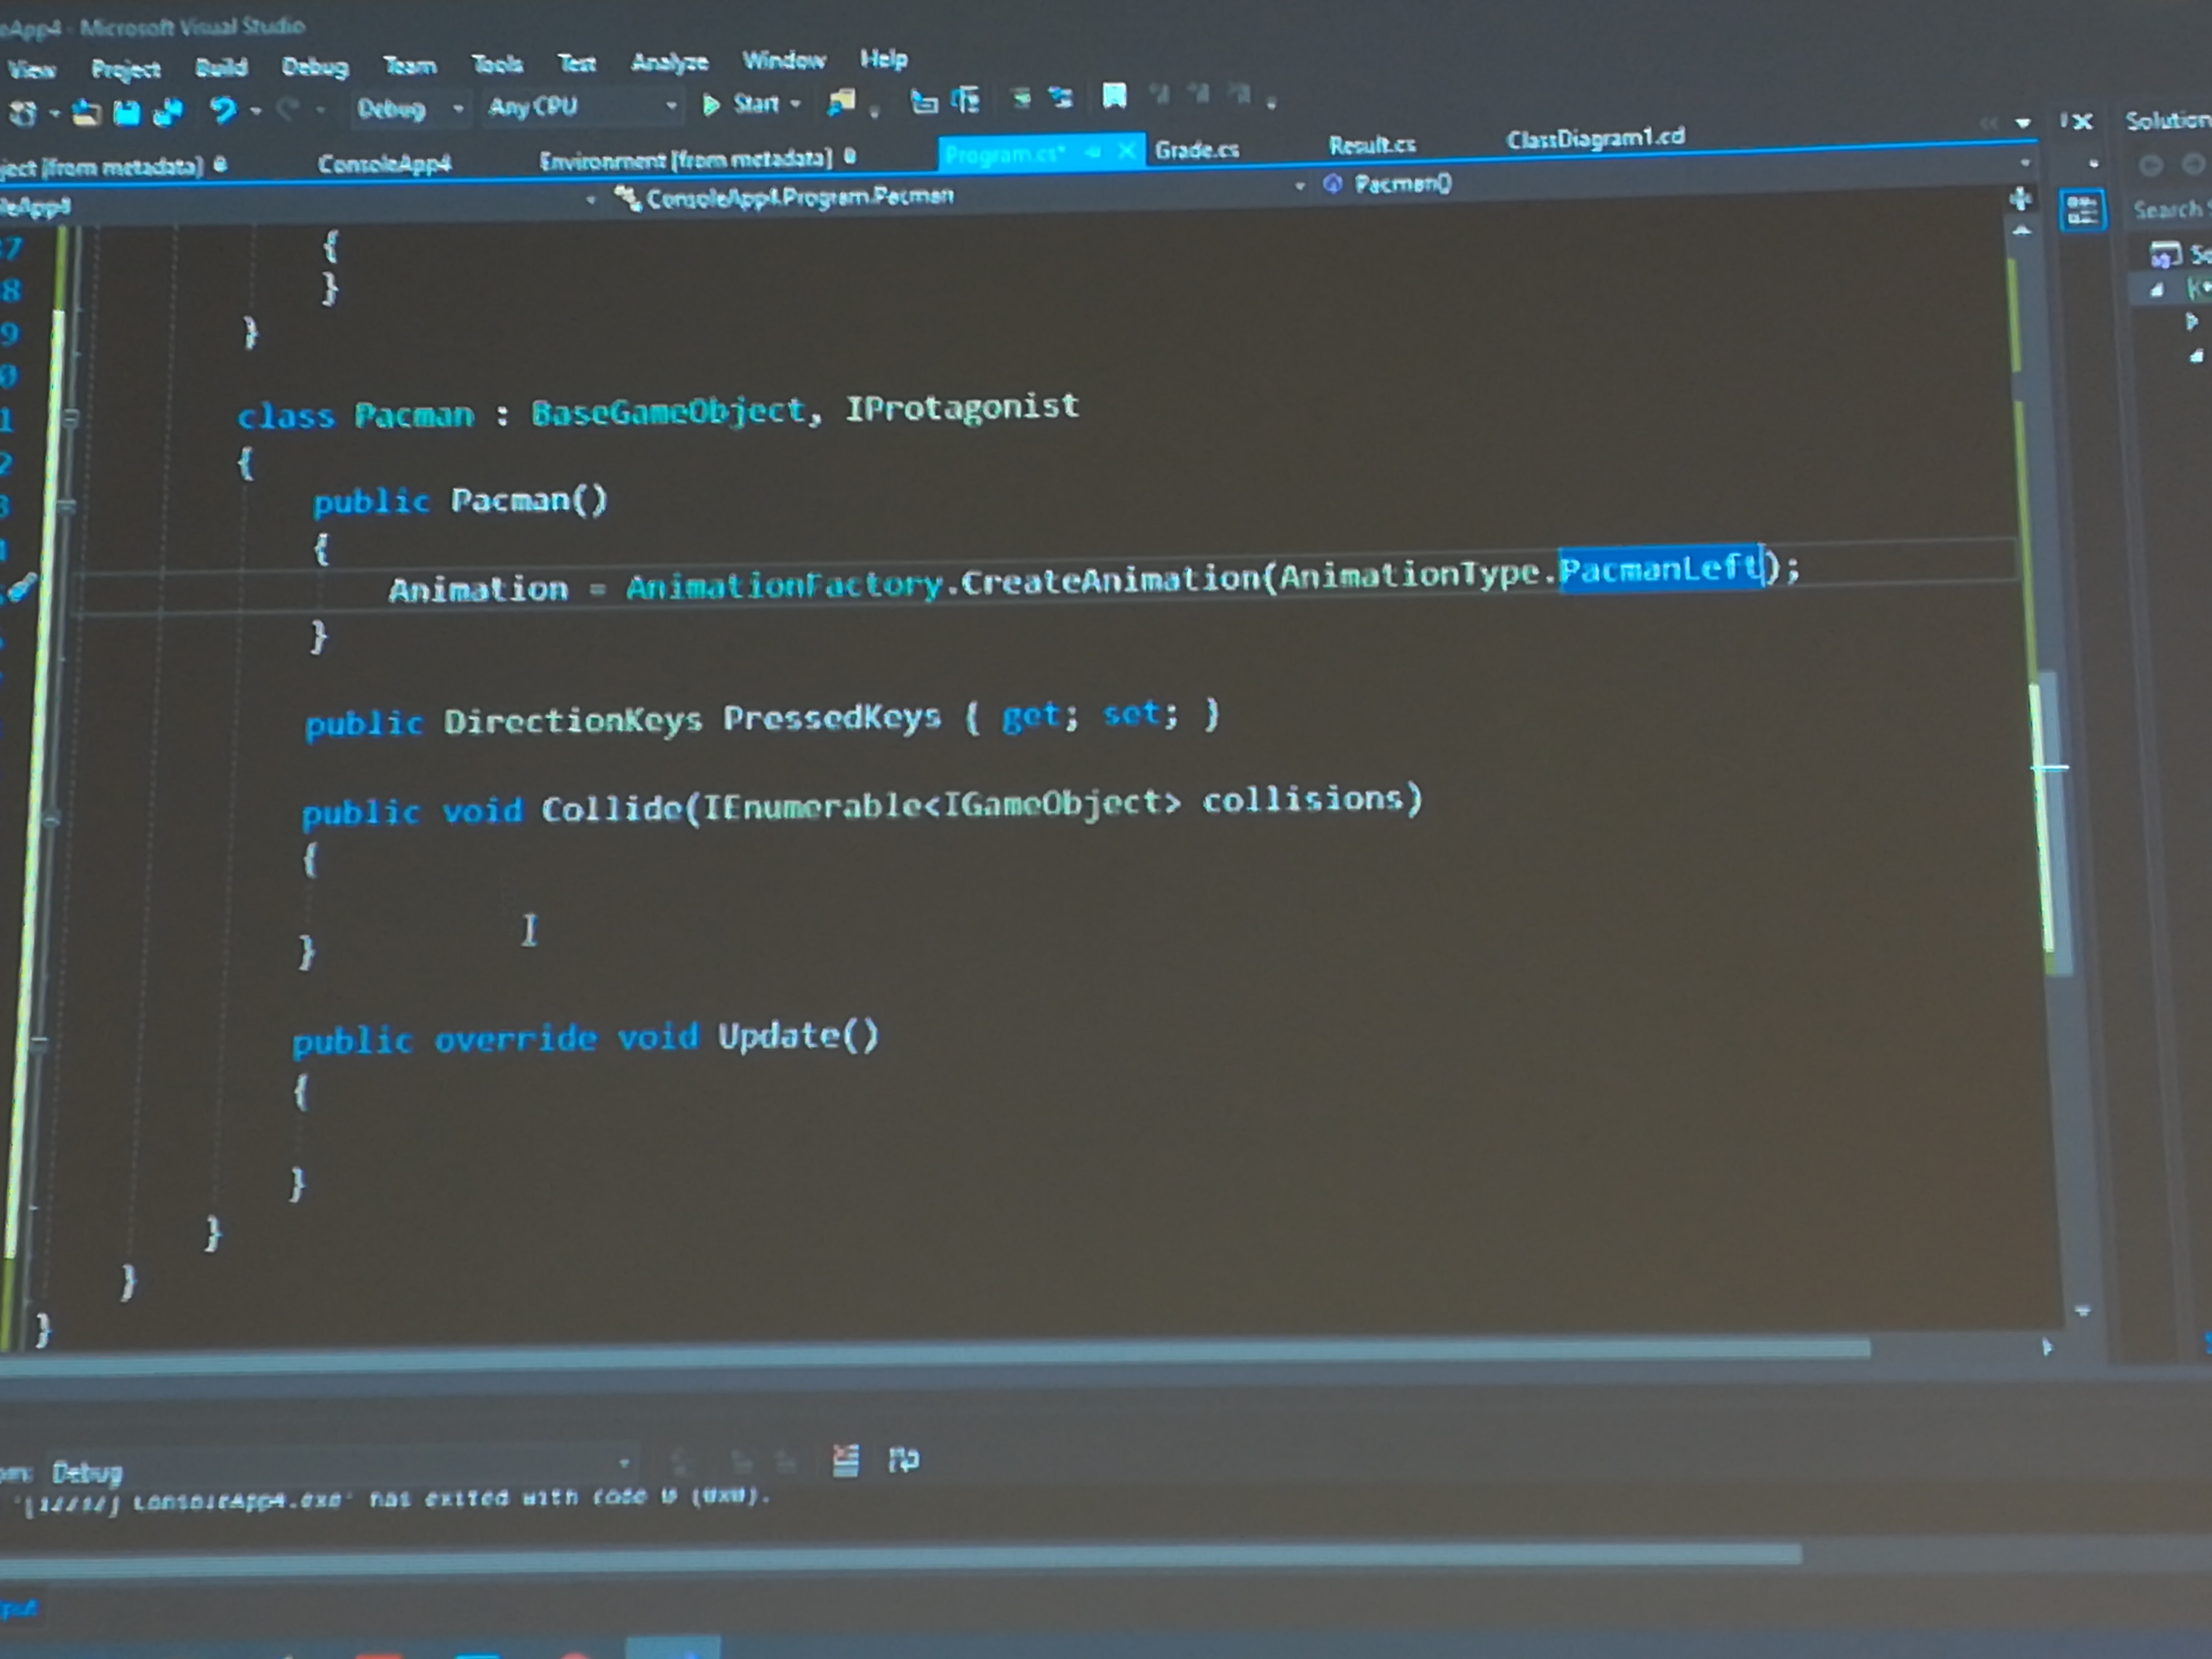 eApp4 - Microsoft Visual Studio
View Project Build Debug Team Tools Test Analyze Window Help
Debug Any CPU Start
ject [from metadata] ConsoleApp4 Environment [from metadata] Program.cs* Grade.cs Result.cs ClassDiagram1.cd
Solution
leApp4 ConsoleApp4.Program.Pacman Pacman()
Search S
7 {
8 }
9 }
0
1 class Pacman : BaseGameObject, IProtagonist
2 {
3 public Pacman()
{
Animation = AnimationFactory.CreateAnimation(AnimationType.PacmanLeft);
}
public DirectionKeys PressedKeys { get; set; }
public void Collide(IEnumerable<IGameObject> collisions)
{
}
public override void Update()
{
}
}
}
}
om: Debug
ConsoleApp4.exe' has exited with code 0 (0x0).
put